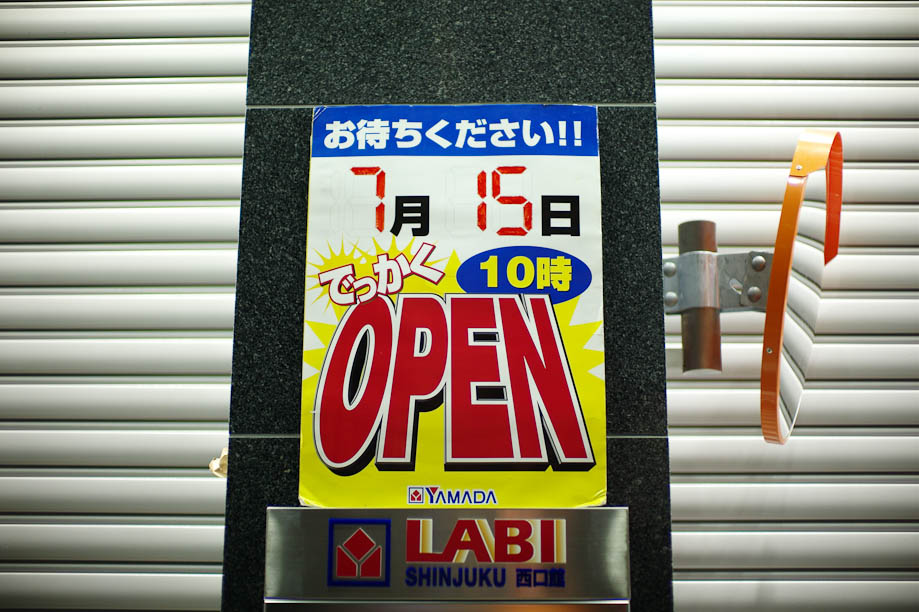 お待ちください!!
7月 15日
でっかく
10時
OPEN
YAMADA
LABI
SHINJUKU 西口館